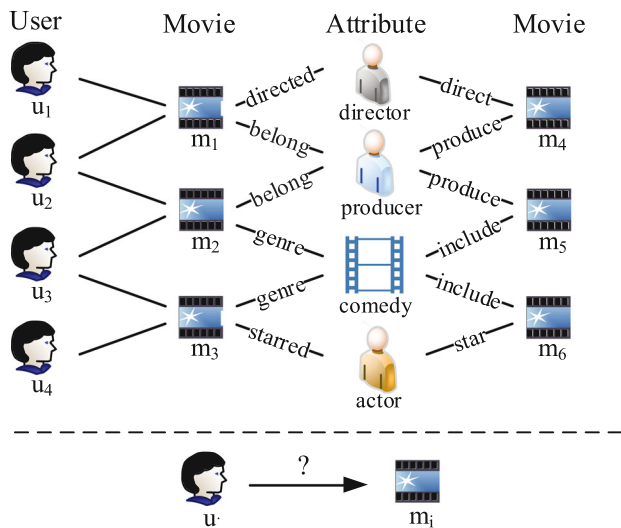 User Movie Attribute Movie
directed direct
u₁ director
m₁ belong produce m₄
u₂ belong producer produce
m₂ genre include m₅
u₃ genre comedy include
m₃ starred star m₆
u₄ actor
?
u. mᵢ